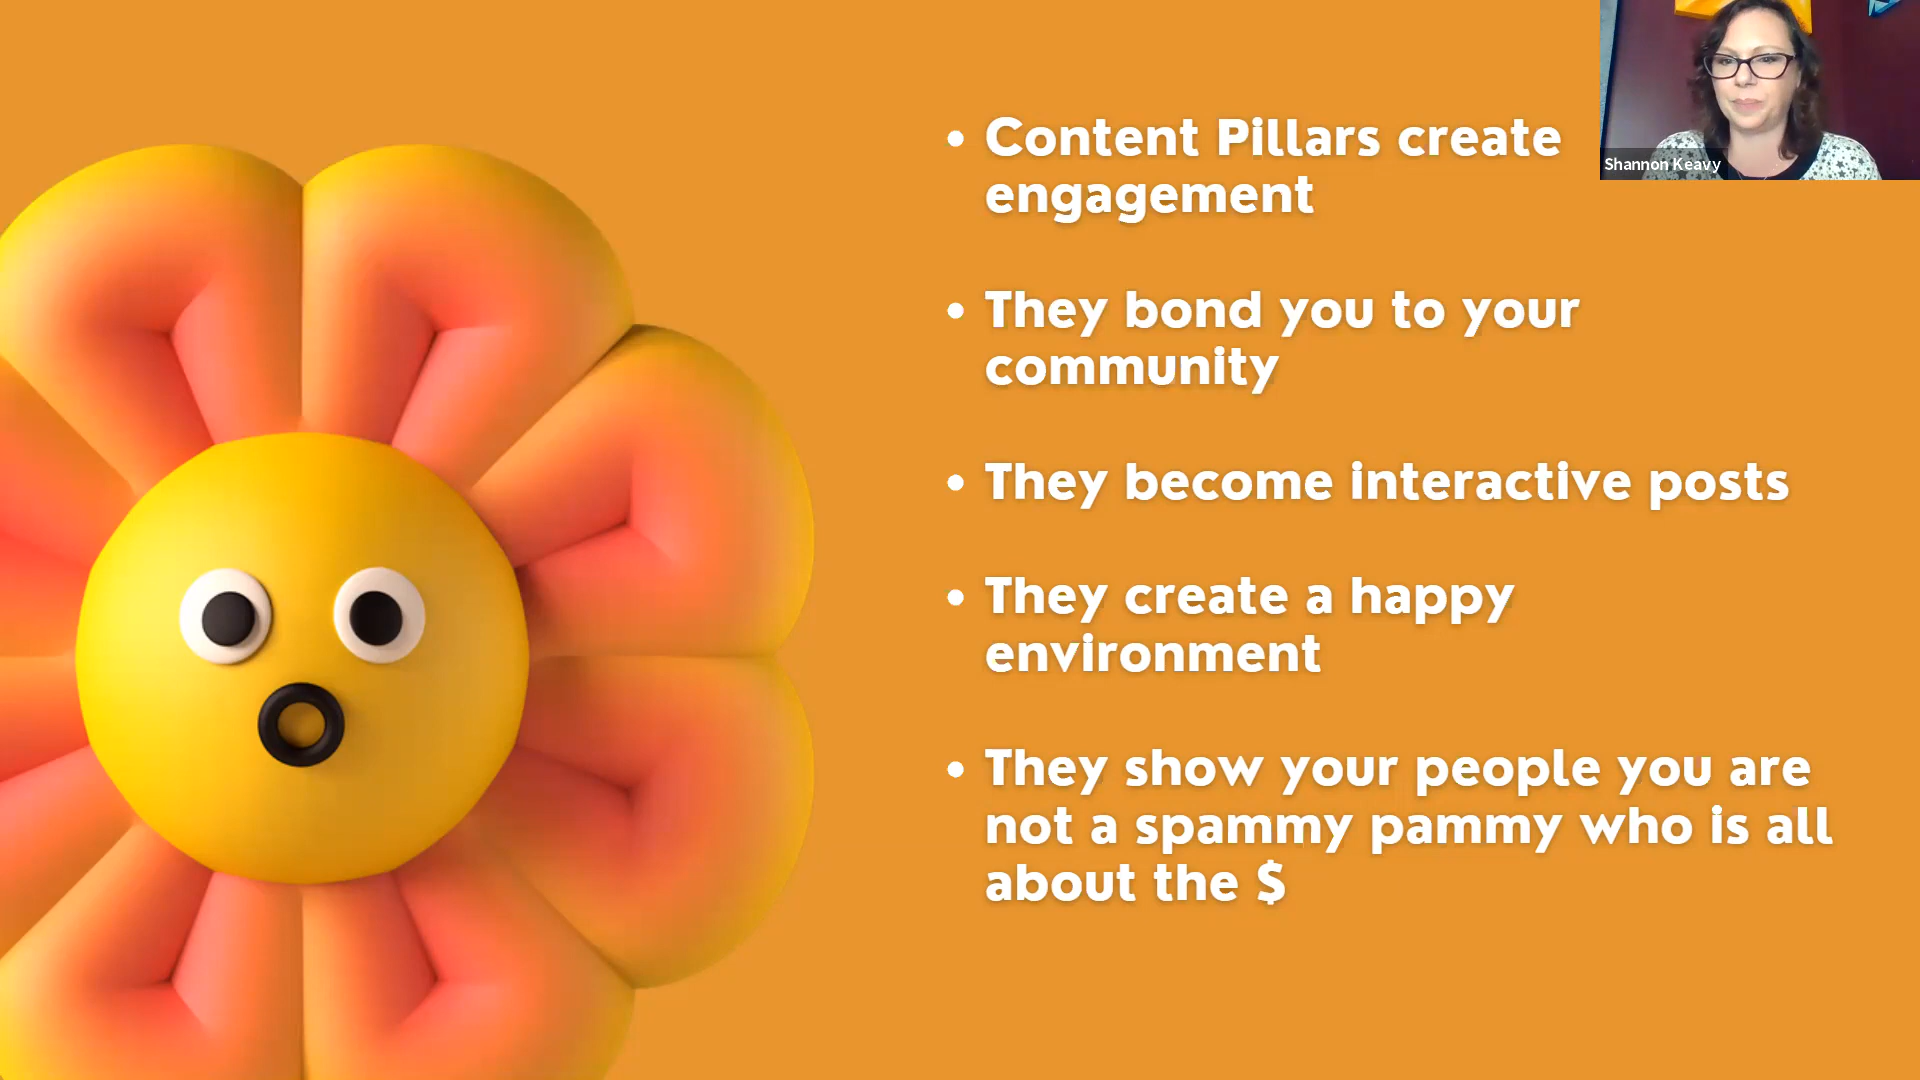 • Content Pillars create
engagement
• They bond you to your
community
• They become interactive posts
• They create a happy
environment
• They show your people you are
not a spammy pammy who is all
about the $
Shannon Keavy